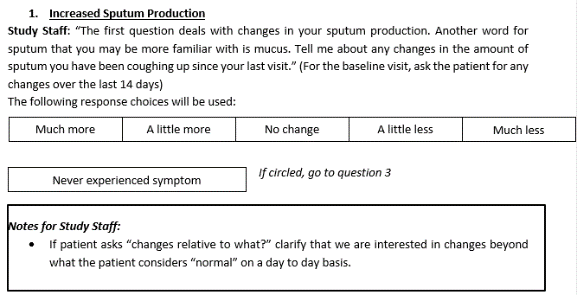 1. Increased Sputum Production
Study Staff: “The first question deals with changes in your sputum production. Another word for
sputum that you may be more familiar with is mucus. Tell me about any changes in the amount of
sputum you have been coughing up since your last visit.” (For the baseline visit, ask the patient for any
changes over the last 14 days)
The following response choices will be used:
Much more A little more No change A little less Much less
Never experienced symptom If circled, go to question 3
Notes for Study Staff:
• If patient asks “changes relative to what?” clarify that we are interested in changes beyond
what the patient considers “normal” on a day to day basis.